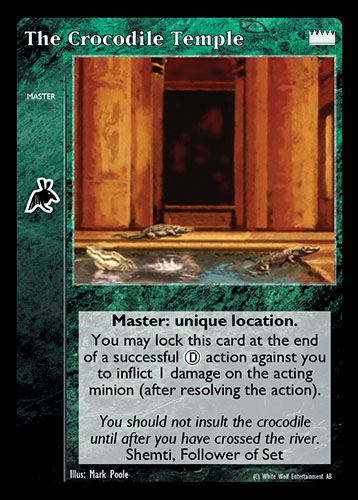 The Crocodile Temple
MASTER
Master: unique location.
You may lock this card at the end
of a successful Ⓓ action against you
to inflict 1 damage on the acting
minion (after resolving the action).
You should not insult the crocodile
until after you have crossed the river.
Shemti, Follower of Set
Illus: Mark Poole
(C) White Wolf Entertainment AB